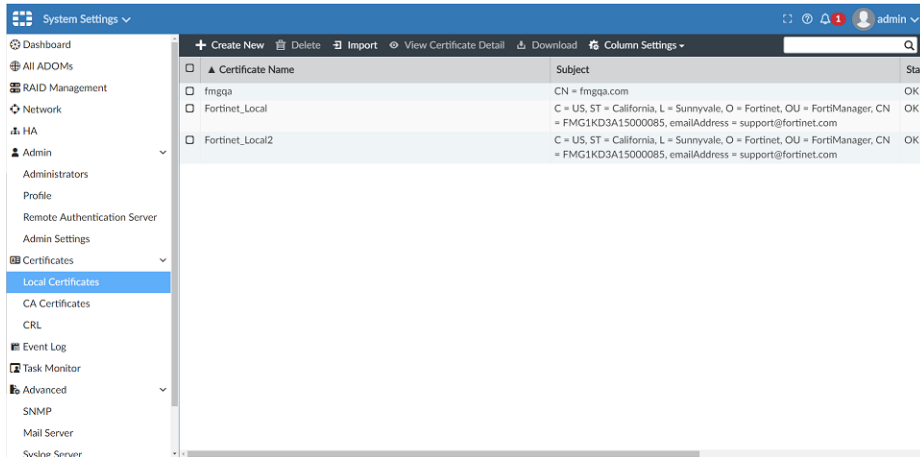 System Settings
1
admin
Dashboard
All ADOMs
RAID Management
Network
HA
Admin
Administrators
Profile
Remote Authentication Server
Admin Settings
Certificates
Local Certificates
CA Certificates
CRL
Event Log
Task Monitor
Advanced
SNMP
Mail Server
Syslog Server
+ Create New Delete Import View Certificate Detail Download Column Settings
Certificate Name Subject Sta
fmgqa CN = fmgqa.com OK
Fortinet_Local C = US, ST = California, L = Sunnyvale, O = Fortinet, OU = FortiManager, CN OK
= FMG1KD3A15000085, emailAddress = support@fortinet.com
Fortinet_Local2 C = US, ST = California, L = Sunnyvale, O = Fortinet, OU = FortiManager, CN OK
= FMG1KD3A15000085, emailAddress = support@fortinet.com